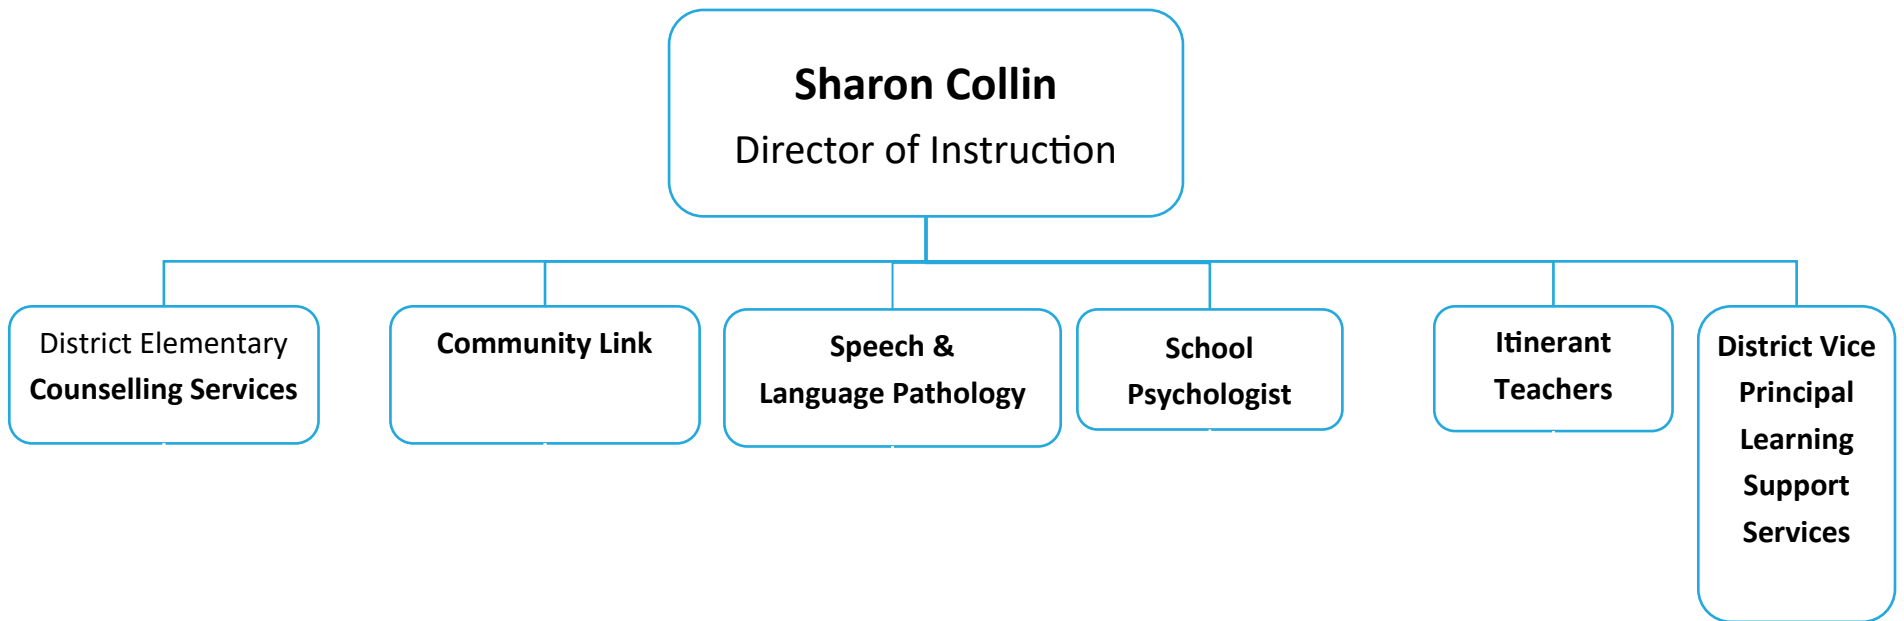 Sharon Collin
Director of Instruction
District Elementary
Counselling Services
Community Link
Speech &
Language Pathology
School
Psychologist
Itinerant
Teachers
District Vice
Principal
Learning
Support
Services